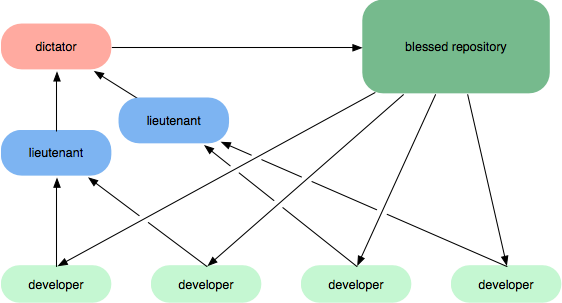 dictator
blessed repository
lieutenant
lieutenant
developer
developer
developer
developer